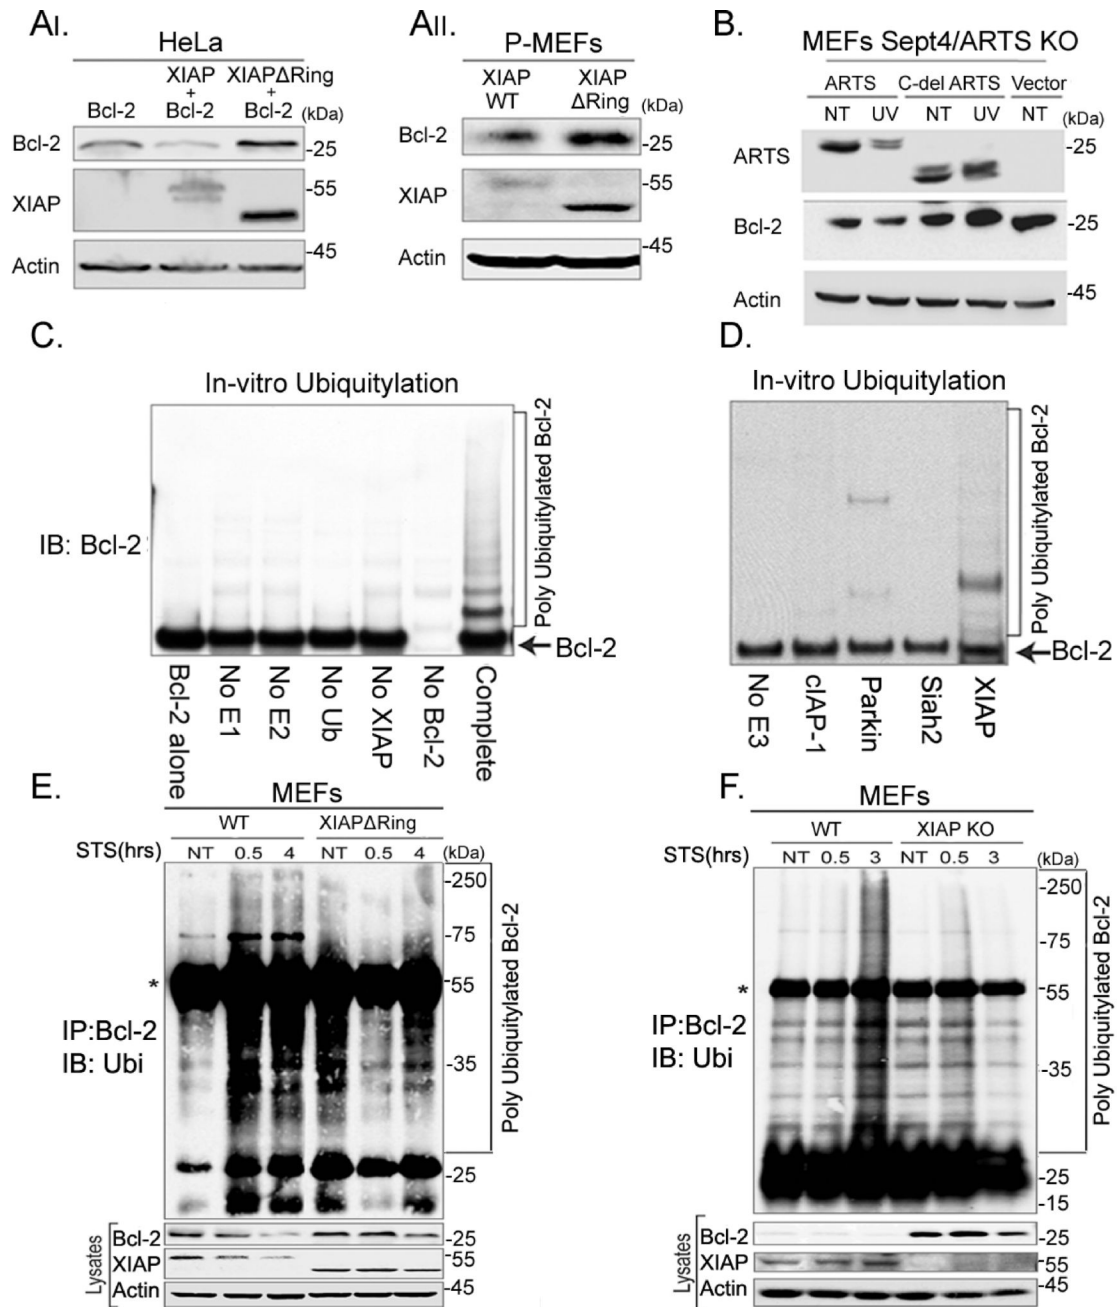 AI.
HeLa
Bcl-2
XIAP + Bcl-2
XIAPΔRing + Bcl-2
(kDa)
Bcl-2
-25
XIAP
-55
Actin
-45
AII.
P-MEFs
XIAP WT
XIAP ΔRing
(kDa)
Bcl-2
-25
XIAP
-55
Actin
-45
B.
MEFs Sept4/ARTS KO
ARTS C-del ARTS Vector
NT UV NT UV NT (kDa)
ARTS
-25
Bcl-2
-25
Actin
-45
C.
In-vitro Ubiquitylation
IB: Bcl-2
Poly Ubiquitylated Bcl-2
Bcl-2
Bcl-2 alone
No E1
No E2
No Ub
No XIAP
No Bcl-2
Complete
D.
In-vitro Ubiquitylation
Poly Ubiquitylated Bcl-2
Bcl-2
No E3
cIAP-1
Parkin
Siah2
XIAP
E.
MEFs
WT XIAPΔRing
STS(hrs) NT 0.5 4 NT 0.5 4 (kDa)
-250
-75
* -55
IP:Bcl-2
IB: Ubi
-35
-25
Poly Ubiquitylated Bcl-2
Lysates
Bcl-2 -25
XIAP -55
Actin -45
F.
MEFs
WT XIAP KO
STS(hrs) NT 0.5 3 NT 0.5 3 (kDa)
-250
-75
* -55
IP:Bcl-2
IB: Ubi
-35
-25
-15
Poly Ubiquitylated Bcl-2
Lysates
Bcl-2 -25
XIAP -55
Actin -45